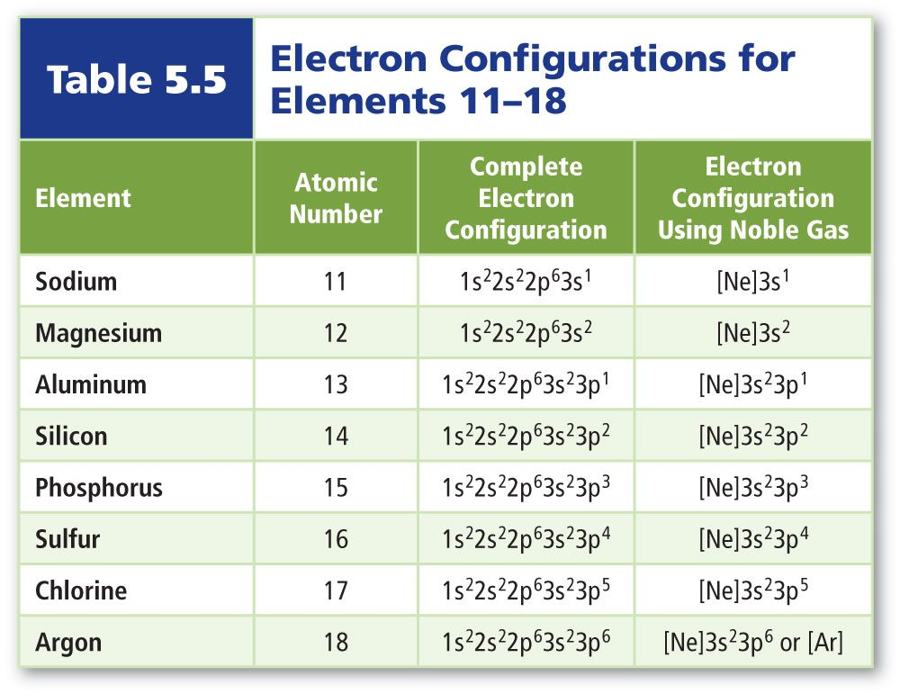 Table 5.5
Electron Configurations for
Elements 11–18
Element
Atomic
Number
Complete
Electron
Configuration
Electron
Configuration
Using Noble Gas
Sodium 11 1s²2s²2p⁶3s¹ [Ne]3s¹
Magnesium 12 1s²2s²2p⁶3s² [Ne]3s²
Aluminum 13 1s²2s²2p⁶3s²3p¹ [Ne]3s²3p¹
Silicon 14 1s²2s²2p⁶3s²3p² [Ne]3s²3p²
Phosphorus 15 1s²2s²2p⁶3s²3p³ [Ne]3s²3p³
Sulfur 16 1s²2s²2p⁶3s²3p⁴ [Ne]3s²3p⁴
Chlorine 17 1s²2s²2p⁶3s²3p⁵ [Ne]3s²3p⁵
Argon 18 1s²2s²2p⁶3s²3p⁶ [Ne]3s²3p⁶ or [Ar]